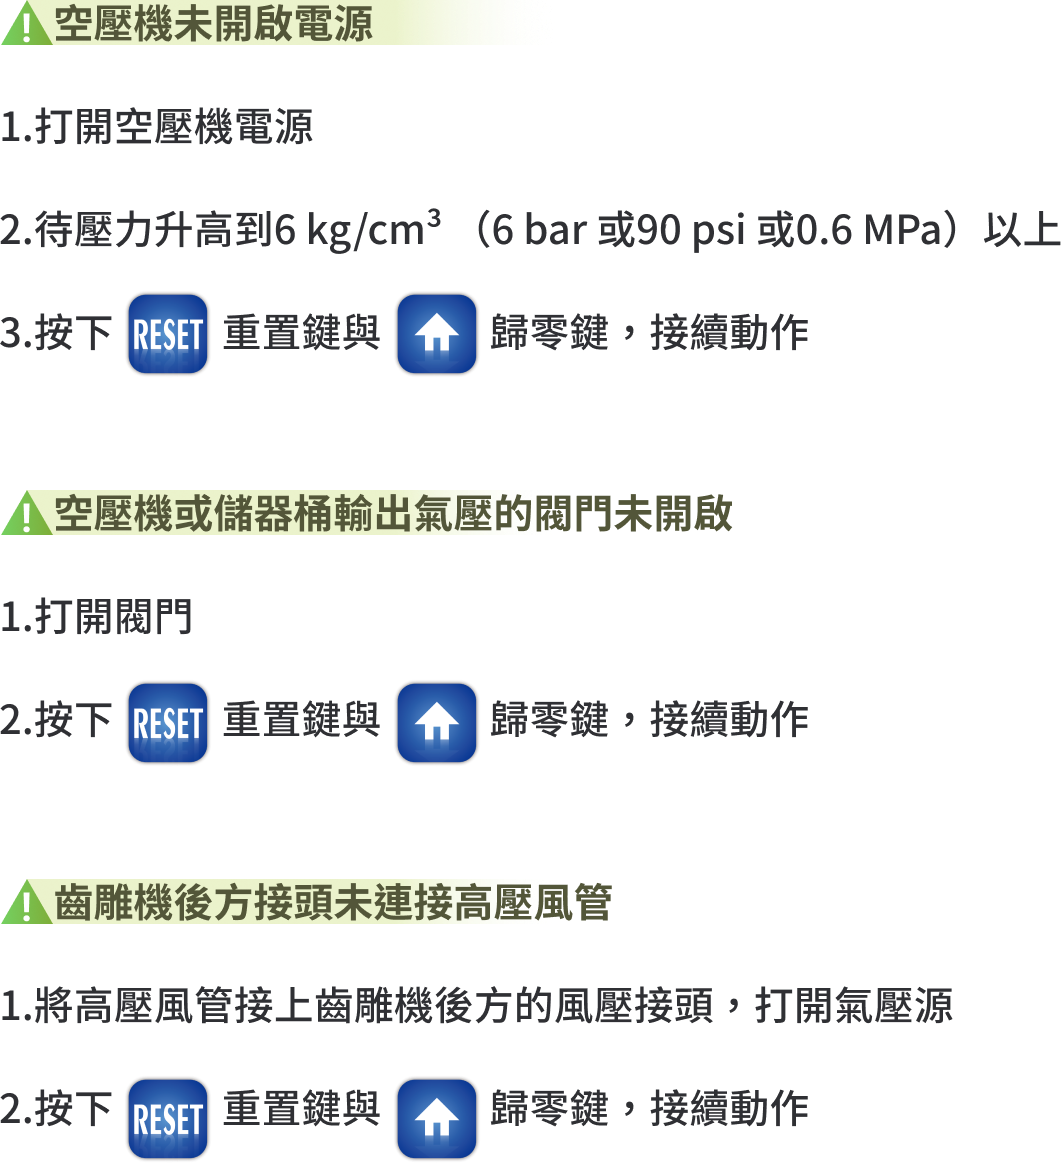 空壓機未開啟電源
1.打開空壓機電源
2.待壓力升高到6 kg/cm³ （6 bar 或90 psi 或0.6 MPa）以上
3.按下 RESET 重置鍵與 歸零鍵，接續動作
空壓機或儲器桶輸出氣壓的閥門未開啟
1.打開閥門
2.按下 RESET 重置鍵與 歸零鍵，接續動作
齒雕機後方接頭未連接高壓風管
1.將高壓風管接上齒雕機後方的風壓接頭，打開氣壓源
2.按下 RESET 重置鍵與 歸零鍵，接續動作